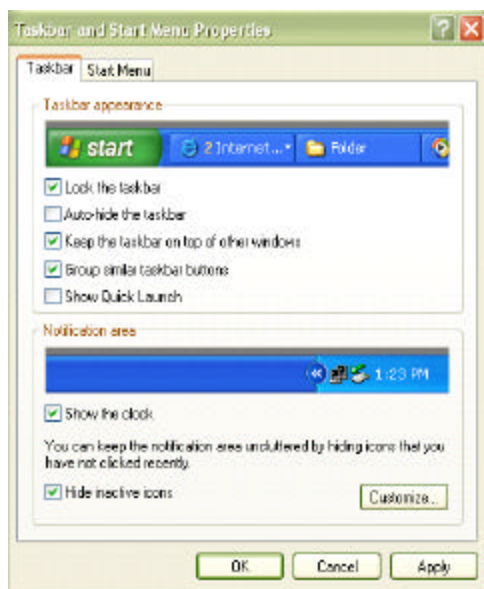 Taskbar and Start Menu Properties
Taskbar
Start Menu
Taskbar appearance
start
2 Internet...
Folder
Lock the taskbar
Auto-hide the taskbar
Keep the taskbar on top of other windows
Group similar taskbar buttons
Show Quick Launch
Notification area
1:23 PM
Show the clock
You can keep the notification area uncluttered by hiding icons that you
have not clicked recently.
Hide inactive icons
Customize...
OK
Cancel
Apply